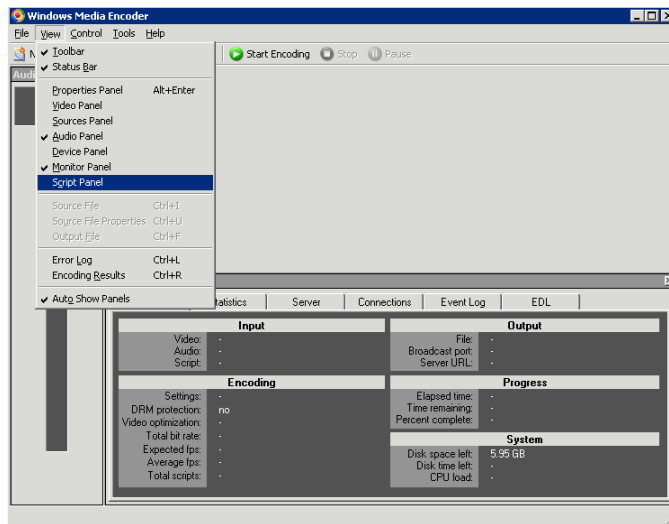 Windows Media Encoder
File View Control Tools Help
N Start Encoding Stop Pause
Audi
Toolbar
Status Bar
Properties Panel Alt+Enter
Video Panel
Sources Panel
Audio Panel
Device Panel
Monitor Panel
Script Panel
Source File Ctrl+I
Source File Properties Ctrl+U
Output File Ctrl+F
Error Log Ctrl+L
Encoding Results Ctrl+R
Auto Show Panels
tatistics Server Connections Event Log EDL
Input
Video: -
Audio: -
Script: -
Encoding
Settings: -
DRM protection: no
Video optimization: -
Total bit rate: -
Expected fps: -
Average fps: -
Total scripts: -
Output
File: -
Broadcast port: -
Server URL: -
Progress
Elapsed time: -
Time remaining: -
Percent complete: -
System
Disk space left: 5.95 GB
Disk time left: -
CPU load: -